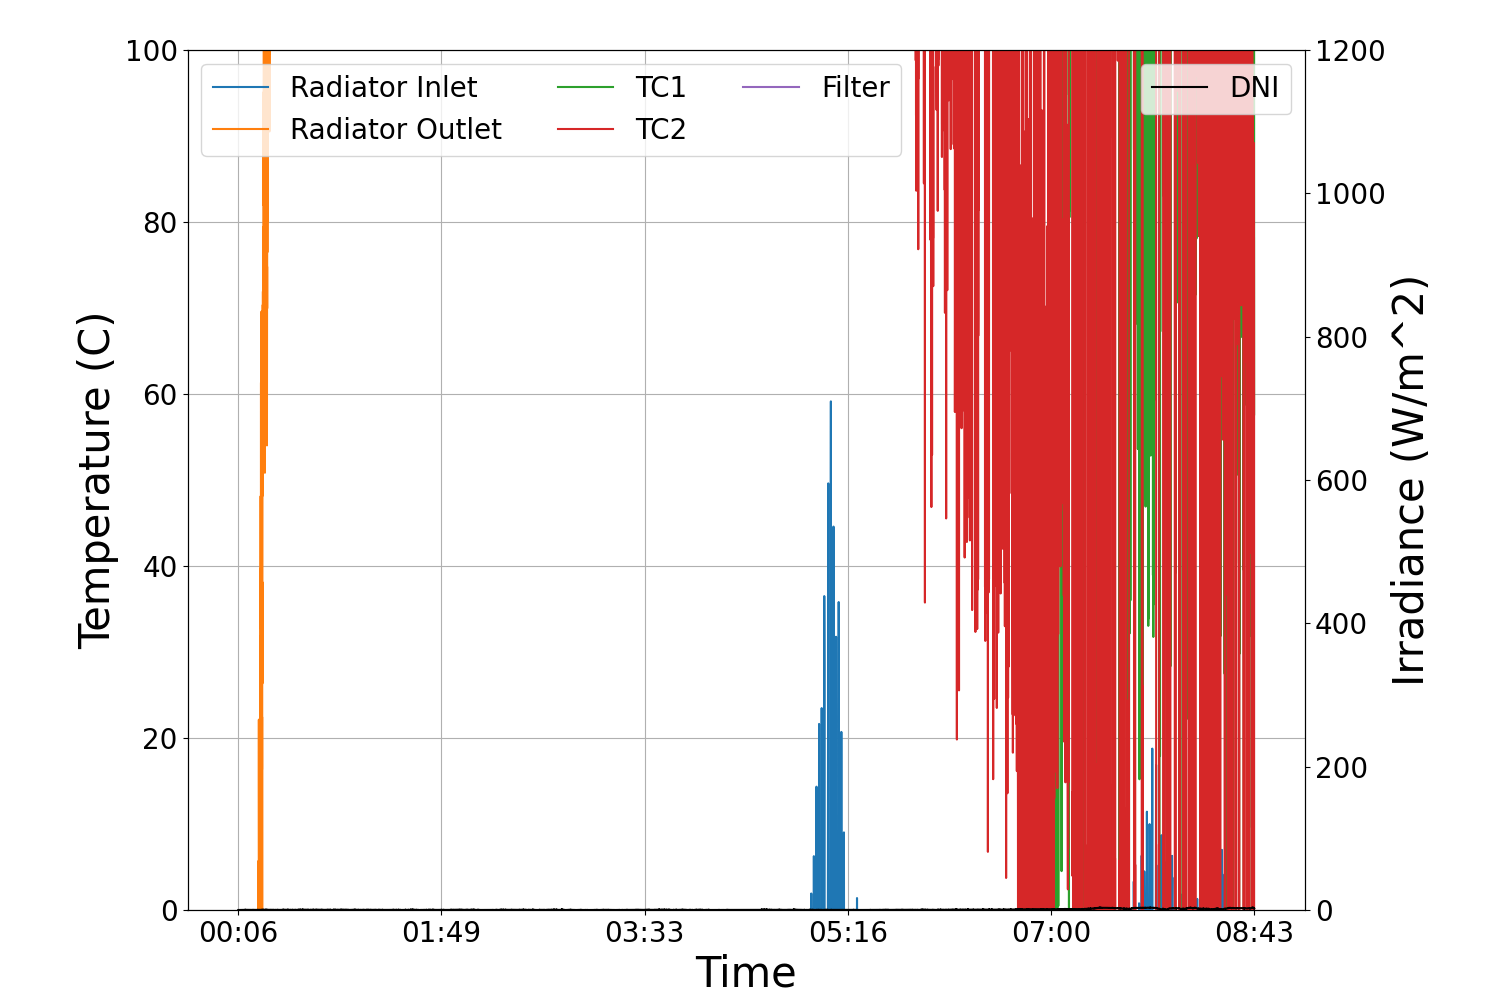 Radiator Inlet
Radiator Outlet
TC1
TC2
Filter
DNI
Temperature (C)
100
80
60
40
20
0
Irradiance (W/m^2)
1200
1000
800
600
400
200
0
00:06 01:49 03:33 05:16 07:00 08:43
Time